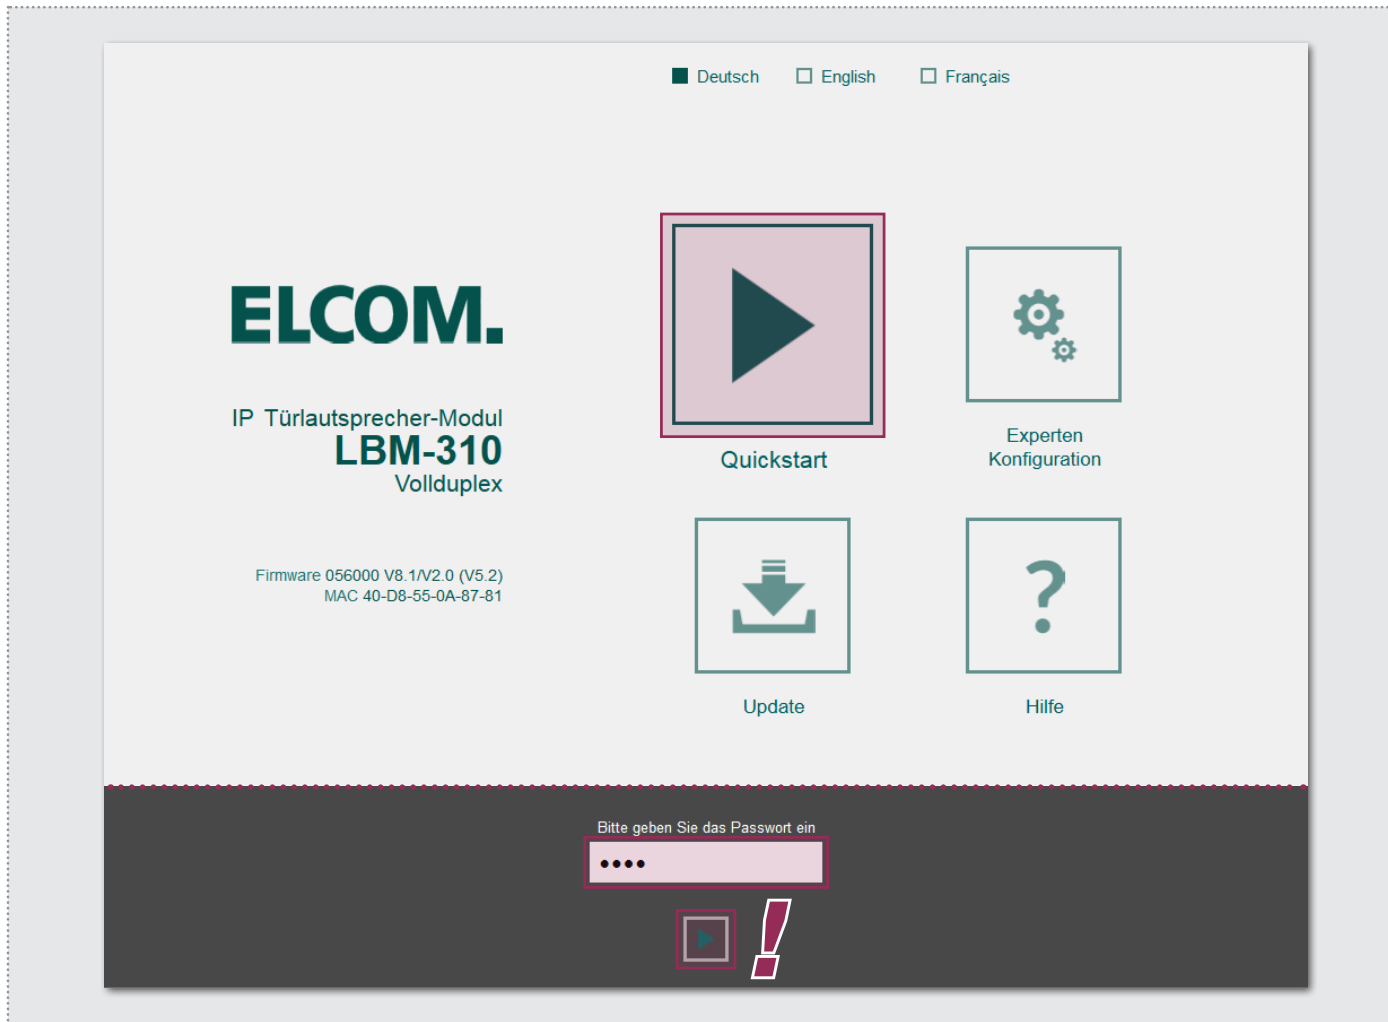 Deutsch English Français
ELCOM.
IP Türlautsprecher-Modul
LBM-310
Vollduplex
Firmware 056000 V8.1/V2.0 (V5.2)
MAC 40-D8-55-0A-87-81
Quickstart
Experten
Konfiguration
?
Update
Hilfe
Bitte geben Sie das Passwort ein
••••
!